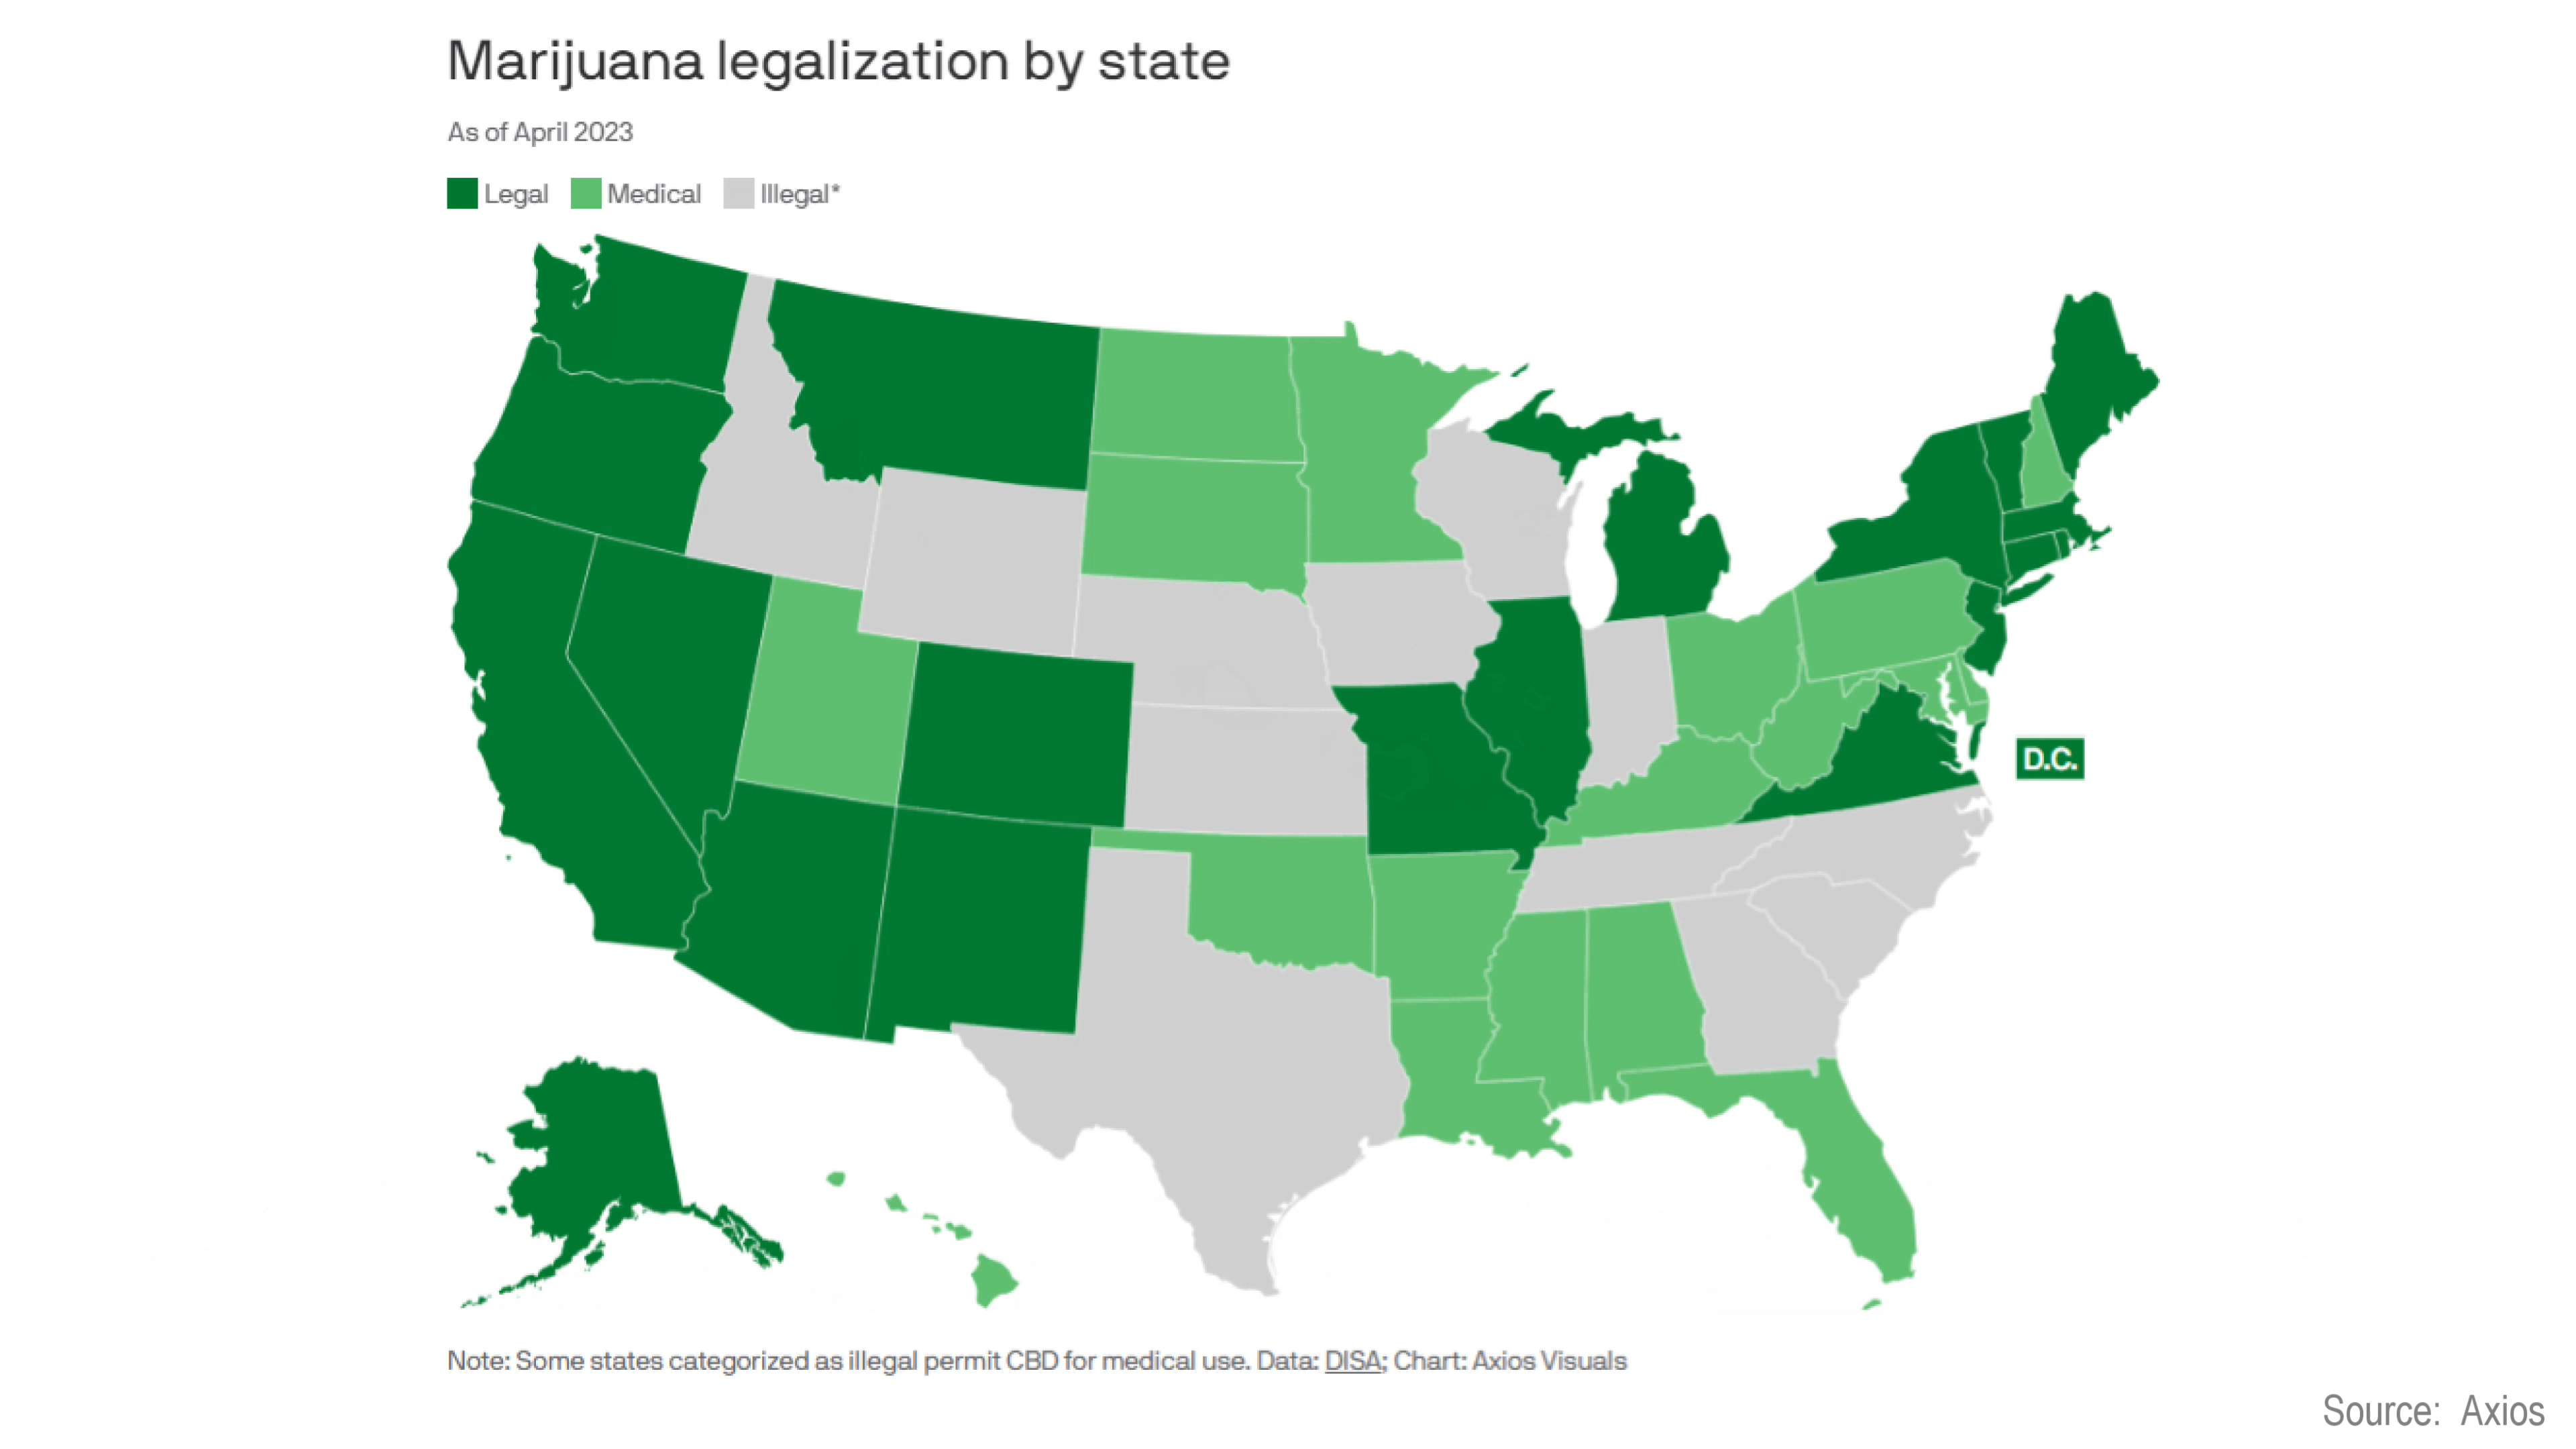 Marijuana legalization by state
As of April 2023
Legal Medical Illegal*
D.C.
Note: Some states categorized as illegal permit CBD for medical use. Data: DISA; Chart: Axios Visuals
Source: Axios